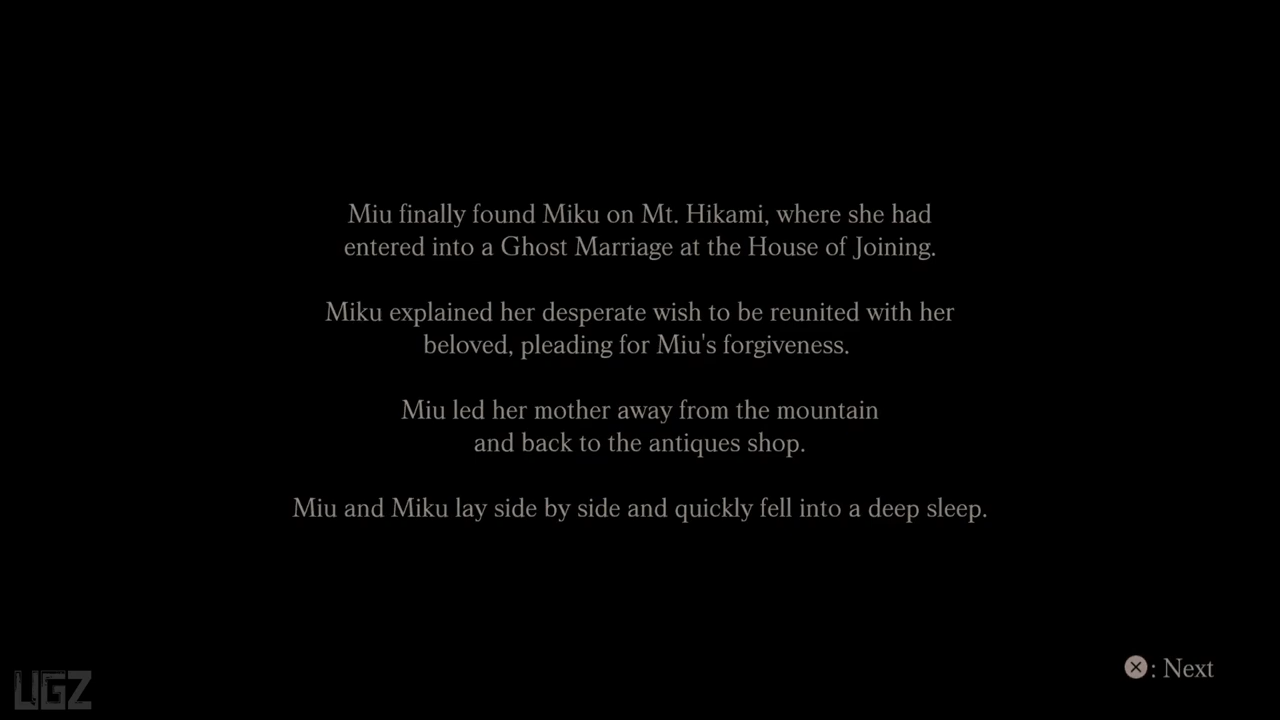 Miu finally found Miku on Mt. Hikami, where she had
entered into a Ghost Marriage at the House of Joining.
Miku explained her desperate wish to be reunited with her
beloved, pleading for Miu's forgiveness.
Miu led her mother away from the mountain
and back to the antiques shop.
Miu and Miku lay side by side and quickly fell into a deep sleep.
: Next
UGZ